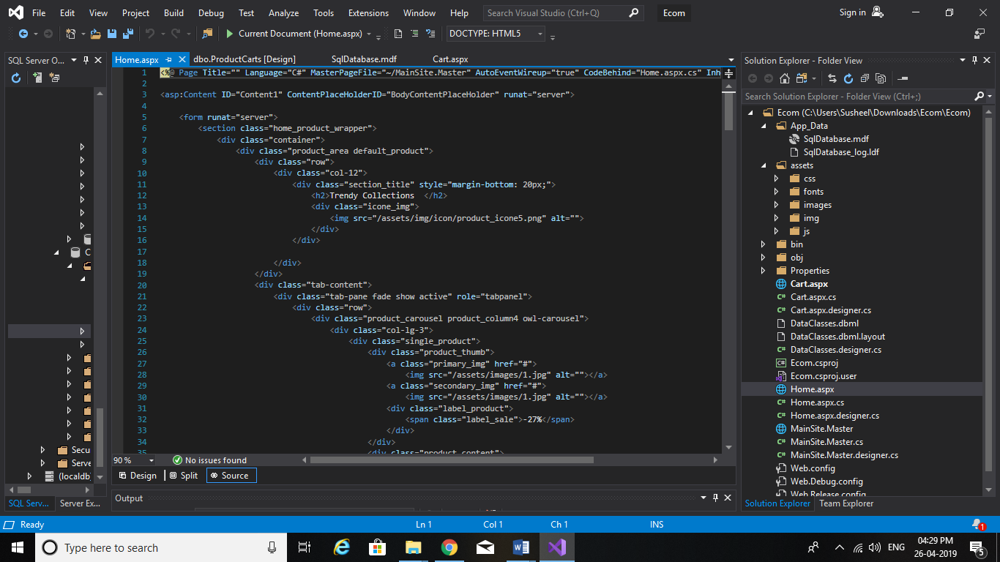 File Edit View Project Build Debug Test Analyze Tools Extensions Window Help Search Visual Studio (Ctrl+Q) Ecom Sign in
Current Document (Home.aspx) DOCTYPE: HTML5
SQL Server O...
Home.aspx dbo.ProductCarts [Design] SqlDatabase.mdf Cart.aspx
1 <%@ Page Title="" Language="C#" MasterPageFile="~/MainSite.Master" AutoEventWireup="true" CodeBehind="Home.aspx.cs" Inh
2
3 <asp:Content ID="Content1" ContentPlaceHolderID="BodyContentPlaceHolder" runat="server">
4
5 <form runat="server">
6 <section class="home_product_wrapper">
7 <div class="container">
8 <div class="product_area default_product">
9 <div class="row">
10 <div class="col-12">
11 <div class="section_title" style="margin-bottom: 20px;">
12 <h2>Trendy Collections </h2>
13 <div class="icone_img">
14 <img src="/assets/img/icon/product_icone5.png" alt="">
15 </div>
16 </div>
17
18 </div>
19 </div>
20 <div class="tab-content">
21 <div class="tab-pane fade show active" role="tabpanel">
22 <div class="row">
23 <div class="product_carousel product_column4 owl-carousel">
24 <div class="col-lg-3">
25 <div class="single_product">
26 <div class="product_thumb">
27 <a class="primary_img" href="#">
28 <img src="/assets/images/1.jpg" alt=""></a>
29 <a class="secondary_img" href="#">
30 <img src="/assets/images/1.jpg" alt=""></a>
31 <div class="label_product">
32 <span class="label_sale">-27%</span>
33 </div>
34 </div>
35 <div class="product_content">
90 % No issues found
Design Split Source
Output
C
Secu
Serve
(localdb
SQL Serv... Server Ex...
Solution Explorer - Folder View
Search Solution Explorer - Folder View (Ctrl+;)
Ecom (C:\Users\Susheel\Downloads\Ecom\Ecom)
App_Data
SqlDatabase.mdf
SqlDatabase_log.ldf
assets
css
fonts
images
img
js
bin
obj
Properties
Cart.aspx
Cart.aspx.cs
Cart.aspx.designer.cs
DataClasses.dbml
DataClasses.dbml.layout
DataClasses.designer.cs
Ecom.csproj
Ecom.csproj.user
Home.aspx
Home.aspx.cs
Home.aspx.designer.cs
MainSite.Master
MainSite.Master.cs
MainSite.Master.designer.cs
Web.config
Web.Debug.config
Web.Release.config
Solution Explorer Team Explorer
Ready Ln 1 Col 1 Ch 1 INS 1
Type here to search ENG 04:29 PM
26-04-2019 5